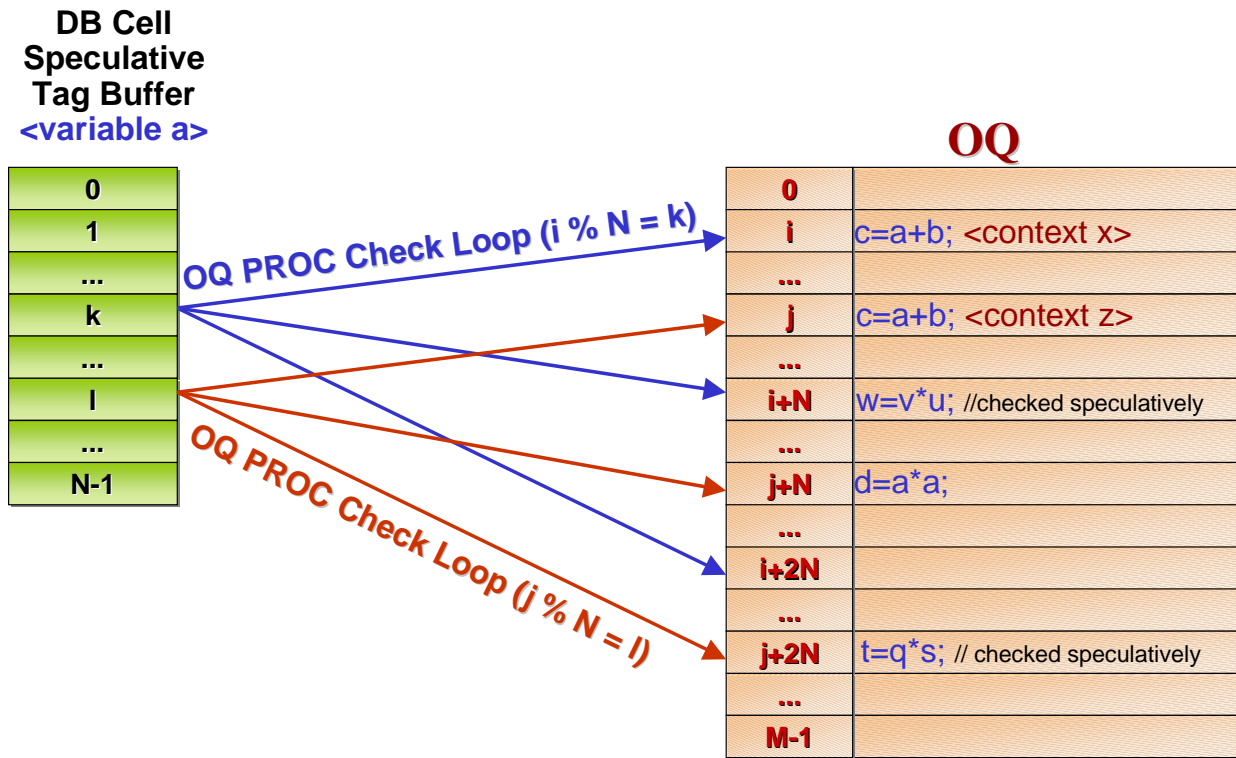 DB Cell
Speculative
Tag Buffer
<variable a>
0
1
...
k
...
l
...
N-1
OQ PROC Check Loop (i % N = k)
OQ PROC Check Loop (j % N = l)
OQ
0
i c=a+b; <context x>
...
j c=a+b; <context z>
...
i+N w=v*u; //checked speculatively
...
j+N d=a*a;
...
i+2N
...
j+2N t=q*s; // checked speculatively
...
M-1